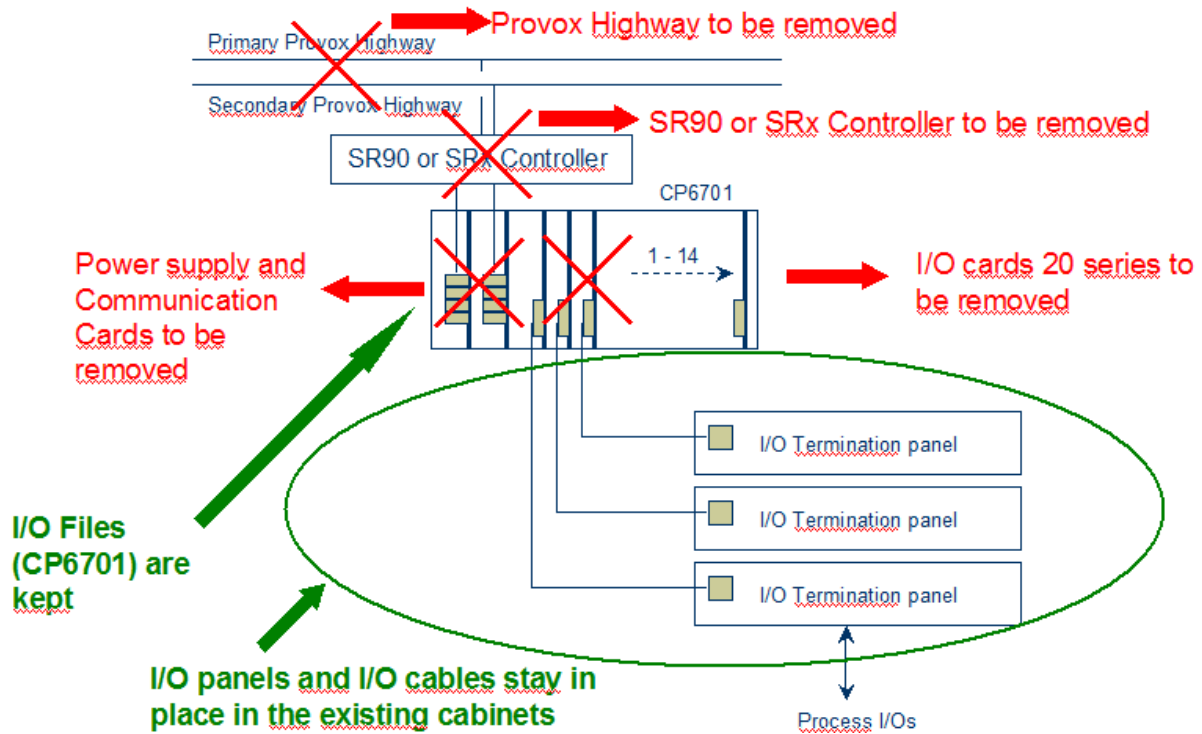 Provox Highway to be removed
Primary Provox Highway
Secondary Provox Highway
SR90 or SRx Controller to be removed
SR90 or SRx Controller
CP6701
Power supply and
Communication
Cards to be
removed
1 - 14
I/O cards 20 series to
be removed
I/O Termination panel
I/O Termination panel
I/O Termination panel
I/O Files
(CP6701) are
kept
I/O panels and I/O cables stay in
place in the existing cabinets
Process I/Os